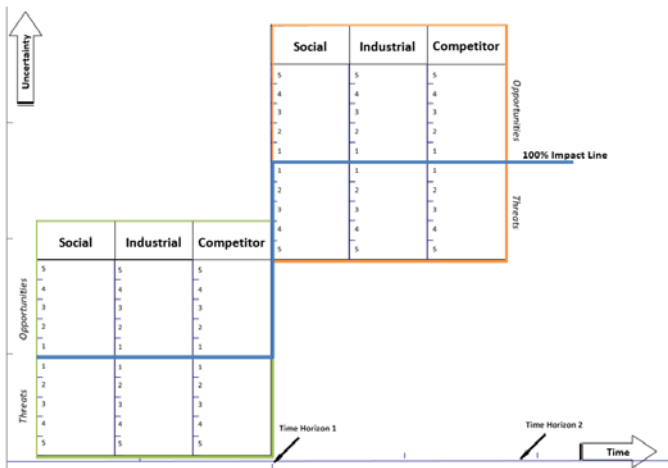 Uncertainty
Social Industrial Competitor
5 5 5
4 4 4
3 3 3
2 2 2
1 1 1
Opportunities
100% Impact Line
1 1 1
2 2 2
3 3 3
4 4 4
5 5 5
Threats
Social Industrial Competitor
5 5 5
4 4 4
3 3 3
2 2 2
1 1 1
Opportunities
1 1 1
2 2 2
3 3 3
4 4 4
5 5 5
Threats
Time Horizon 1
Time Horizon 2
Time